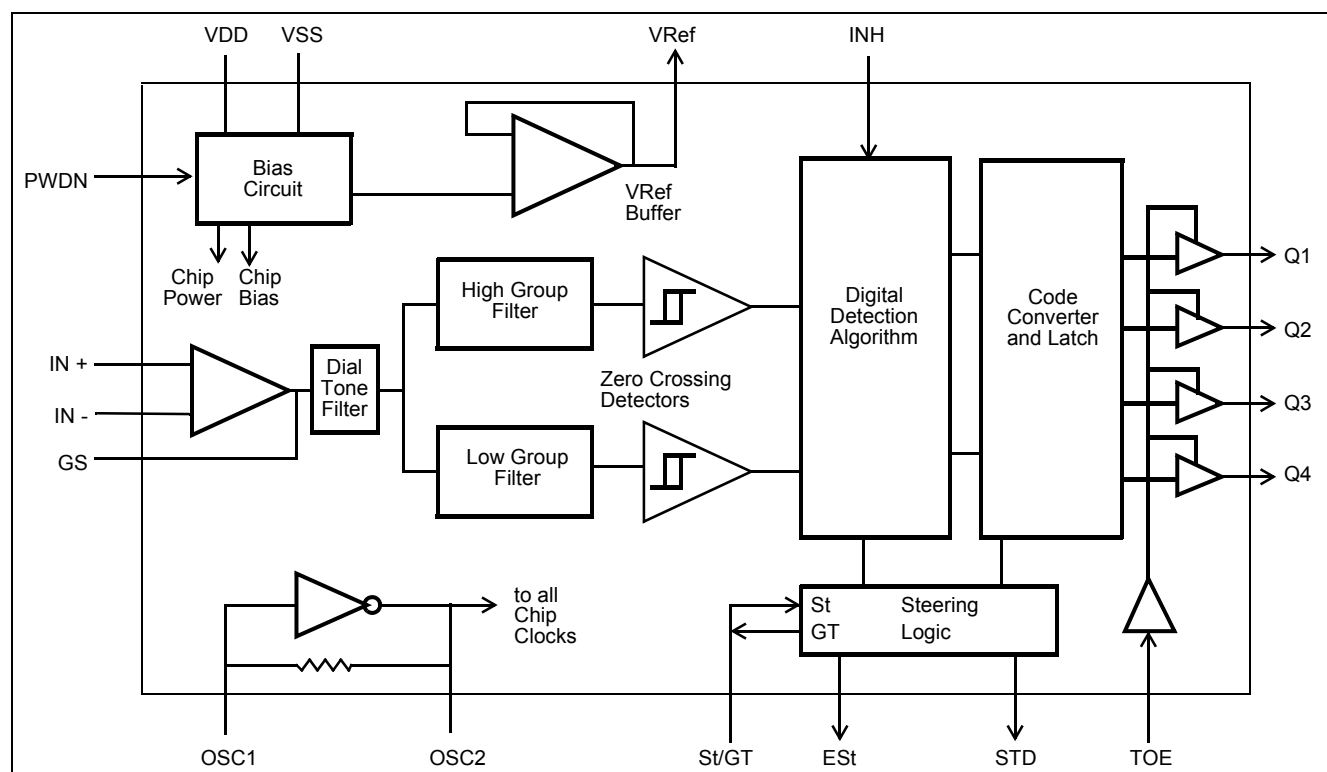 VDD
VSS
VRef
INH
PWDN
Bias
Circuit
VRef
Buffer
Chip
Power
Chip
Bias
High Group
Filter
Digital
Detection
Algorithm
Code
Converter
and Latch
Q1
Q2
Q3
Q4
IN +
IN -
GS
Dial
Tone
Filter
Zero Crossing
Detectors
Low Group
Filter
to all
Chip
Clocks
St Steering
GT Logic
OSC1
OSC2
St/GT
ESt
STD
TOE